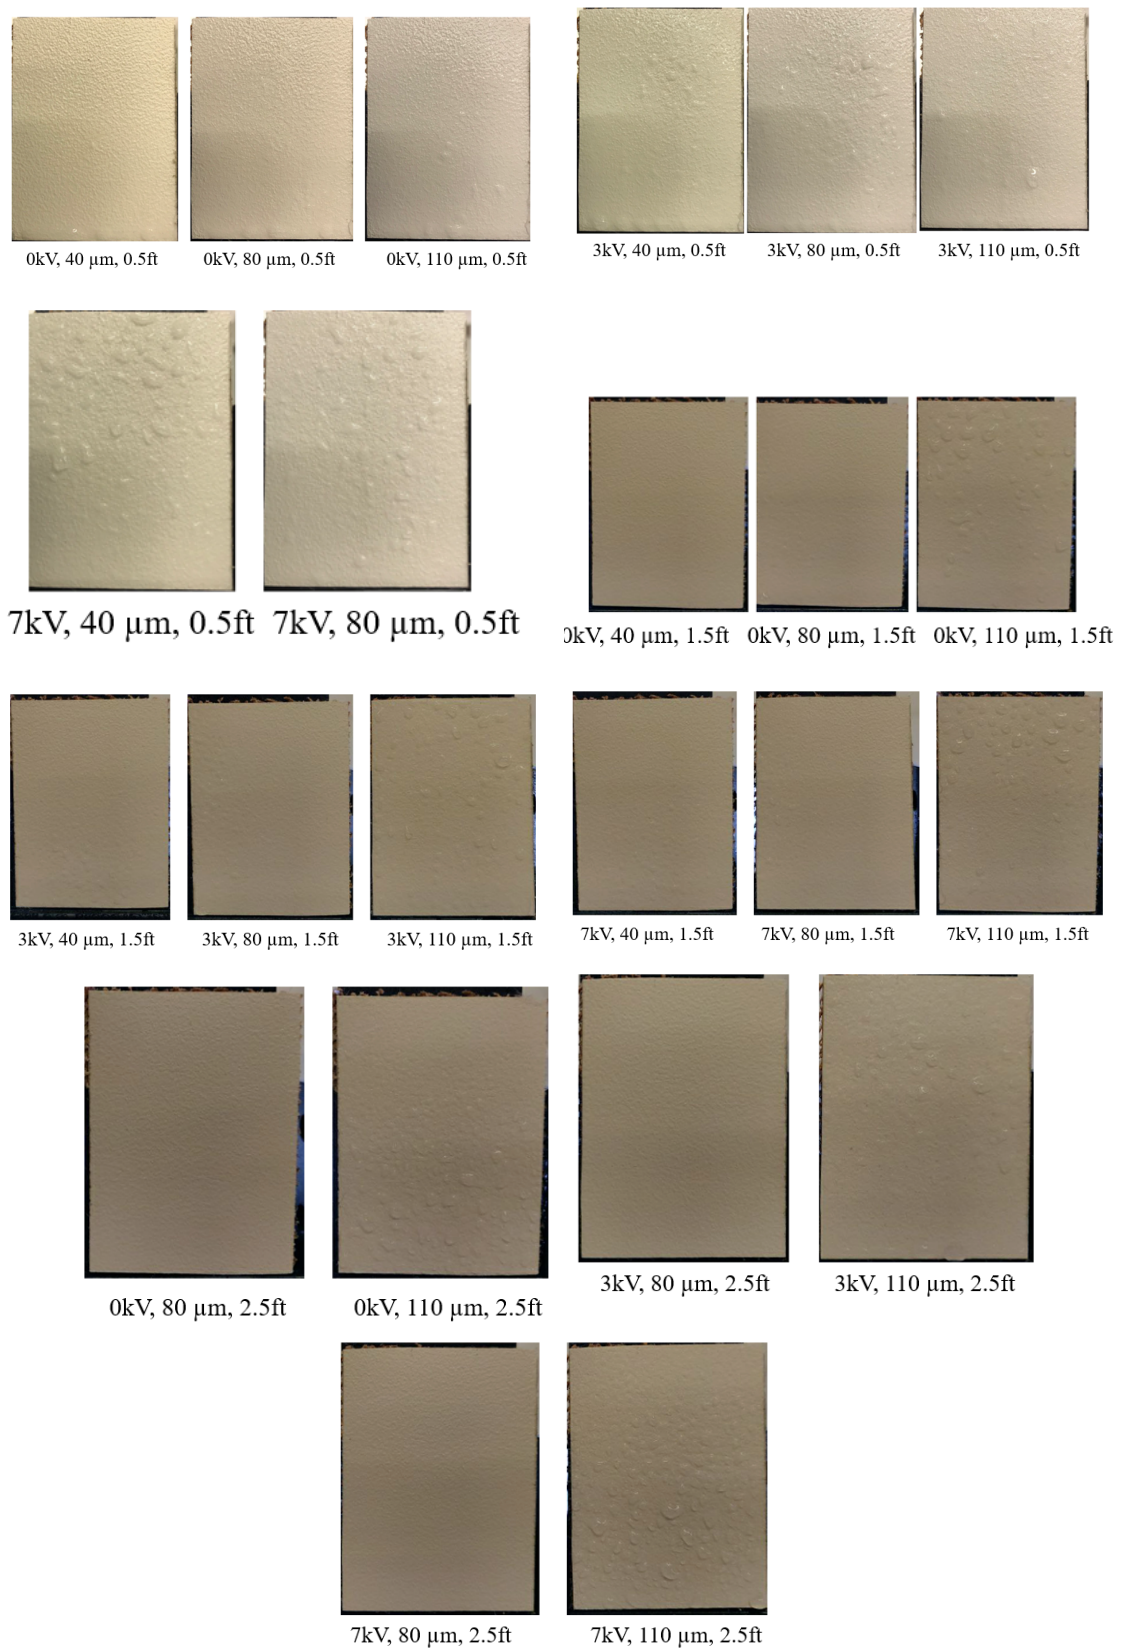 0kV, 40 µm, 0.5ft
0kV, 80 µm, 0.5ft
0kV, 110 µm, 0.5ft
3kV, 40 µm, 0.5ft
3kV, 80 µm, 0.5ft
3kV, 110 µm, 0.5ft
7kV, 40 µm, 0.5ft
7kV, 80 µm, 0.5ft
0kV, 40 µm, 1.5ft
0kV, 80 µm, 1.5ft
0kV, 110 µm, 1.5ft
3kV, 40 µm, 1.5ft
3kV, 80 µm, 1.5ft
3kV, 110 µm, 1.5ft
7kV, 40 µm, 1.5ft
7kV, 80 µm, 1.5ft
7kV, 110 µm, 1.5ft
0kV, 80 µm, 2.5ft
0kV, 110 µm, 2.5ft
3kV, 80 µm, 2.5ft
3kV, 110 µm, 2.5ft
7kV, 80 µm, 2.5ft
7kV, 110 µm, 2.5ft